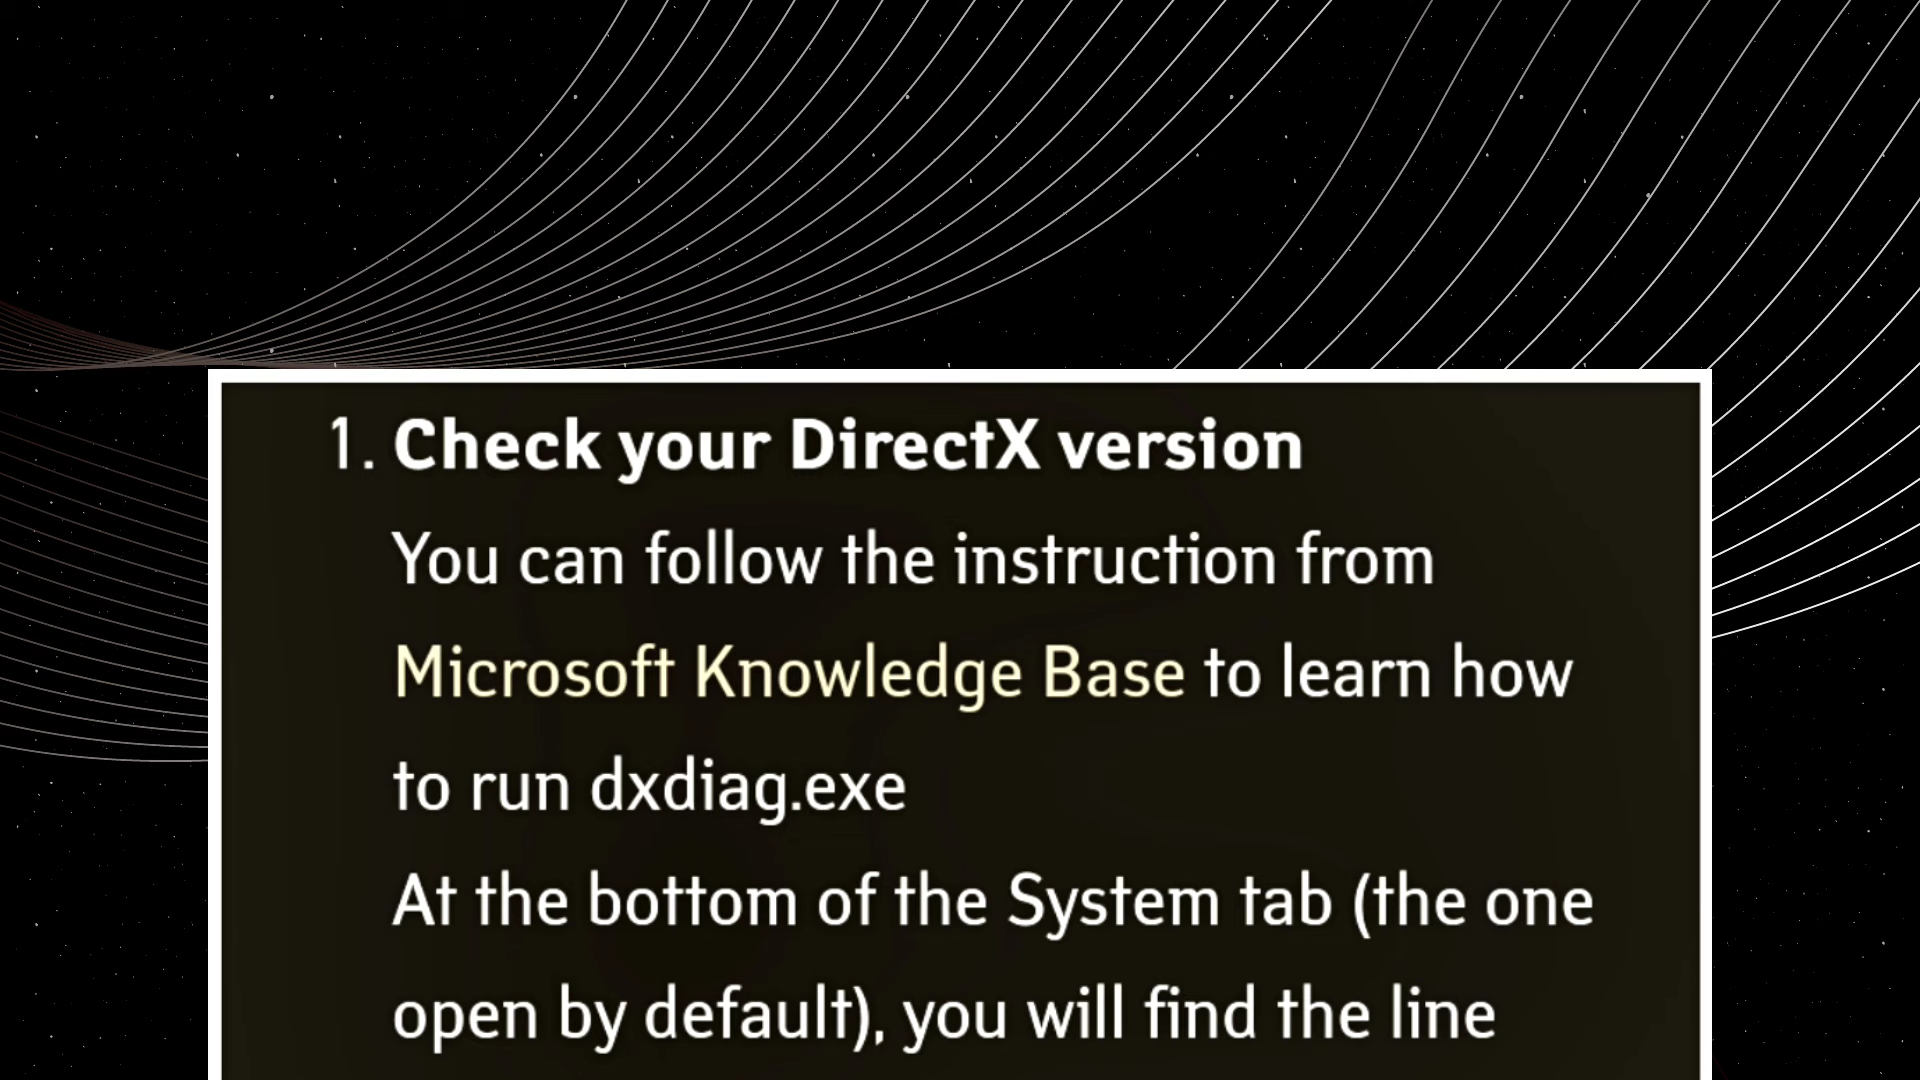 1. Check your DirectX version
You can follow the instruction from
Microsoft Knowledge Base to learn how
to run dxdiag.exe
At the bottom of the System tab (the one
open by default), you will find the line